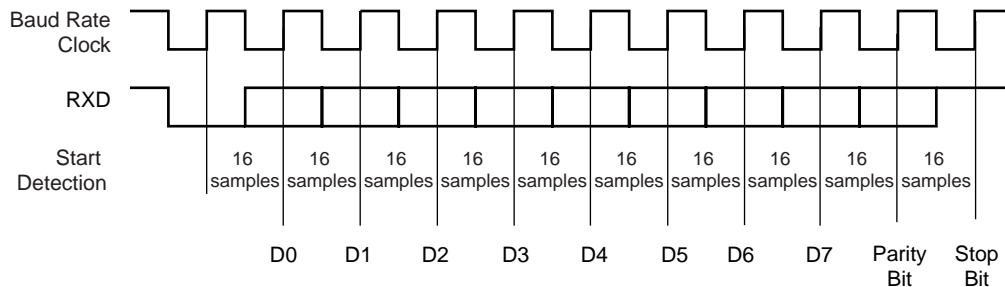 Baud Rate
Clock
RXD
Start
Detection
16 16 16 16 16 16 16 16 16 16
samples samples samples samples samples samples samples samples samples samples
D0 D1 D2 D3 D4 D5 D6 D7 Parity Stop
Bit Bit